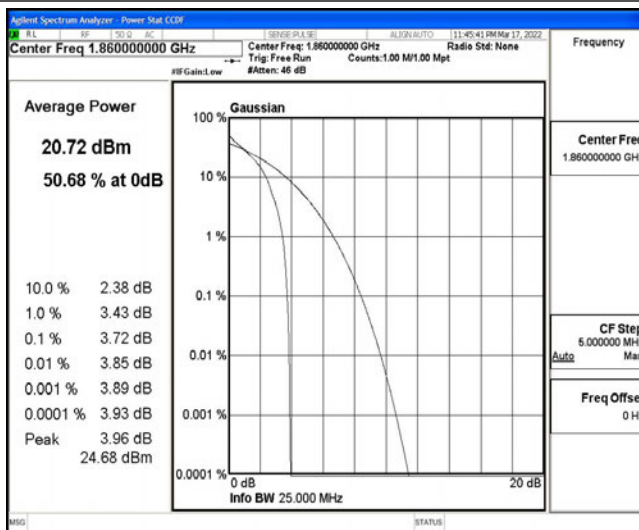 Agilent Spectrum Analyzer - Power Stat CCDF
RL RF 50 Ω AC SENSE:PULSE ALIGN AUTO 11:45:41 PM Mar 17, 2022
Center Freq 1.860000000 GHz
Center Freq: 1.860000000 GHz Radio Std: None
Trig: Free Run Counts:1.00 M/1.00 Mpt
#IFGain:Low #Atten: 46 dB
Frequency
Average Power
20.72 dBm
50.68 % at 0dB
10.0 % 2.38 dB
1.0 % 3.43 dB
0.1 % 3.72 dB
0.01 % 3.85 dB
0.001 % 3.89 dB
0.0001 % 3.93 dB
Peak 3.96 dB
24.68 dBm
Gaussian
100 %
10 %
1 %
0.1 %
0.01 %
0.001 %
0.0001 %
0 dB 20 dB
Info BW 25.000 MHz
Center Fre
1.860000000 GH
CF Step
5.000000 MH
Auto Ma
Freq Offse
0 H
MSG STATUS